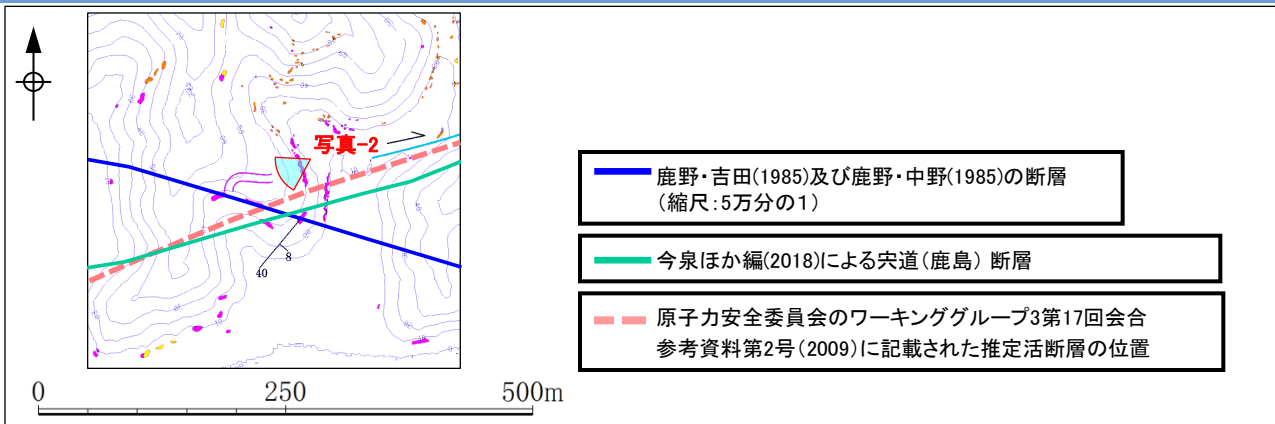 写真-2
8
40
鹿野・吉田(1985)及び鹿野・中野(1985)の断層
(縮尺:5万分の1)
今泉ほか編(2018)による宍道(鹿島) 断層
原子力安全委員会のワーキンググループ3第17回会合
参考資料第2号(2009)に記載された推定活断層の位置
0 250 500m